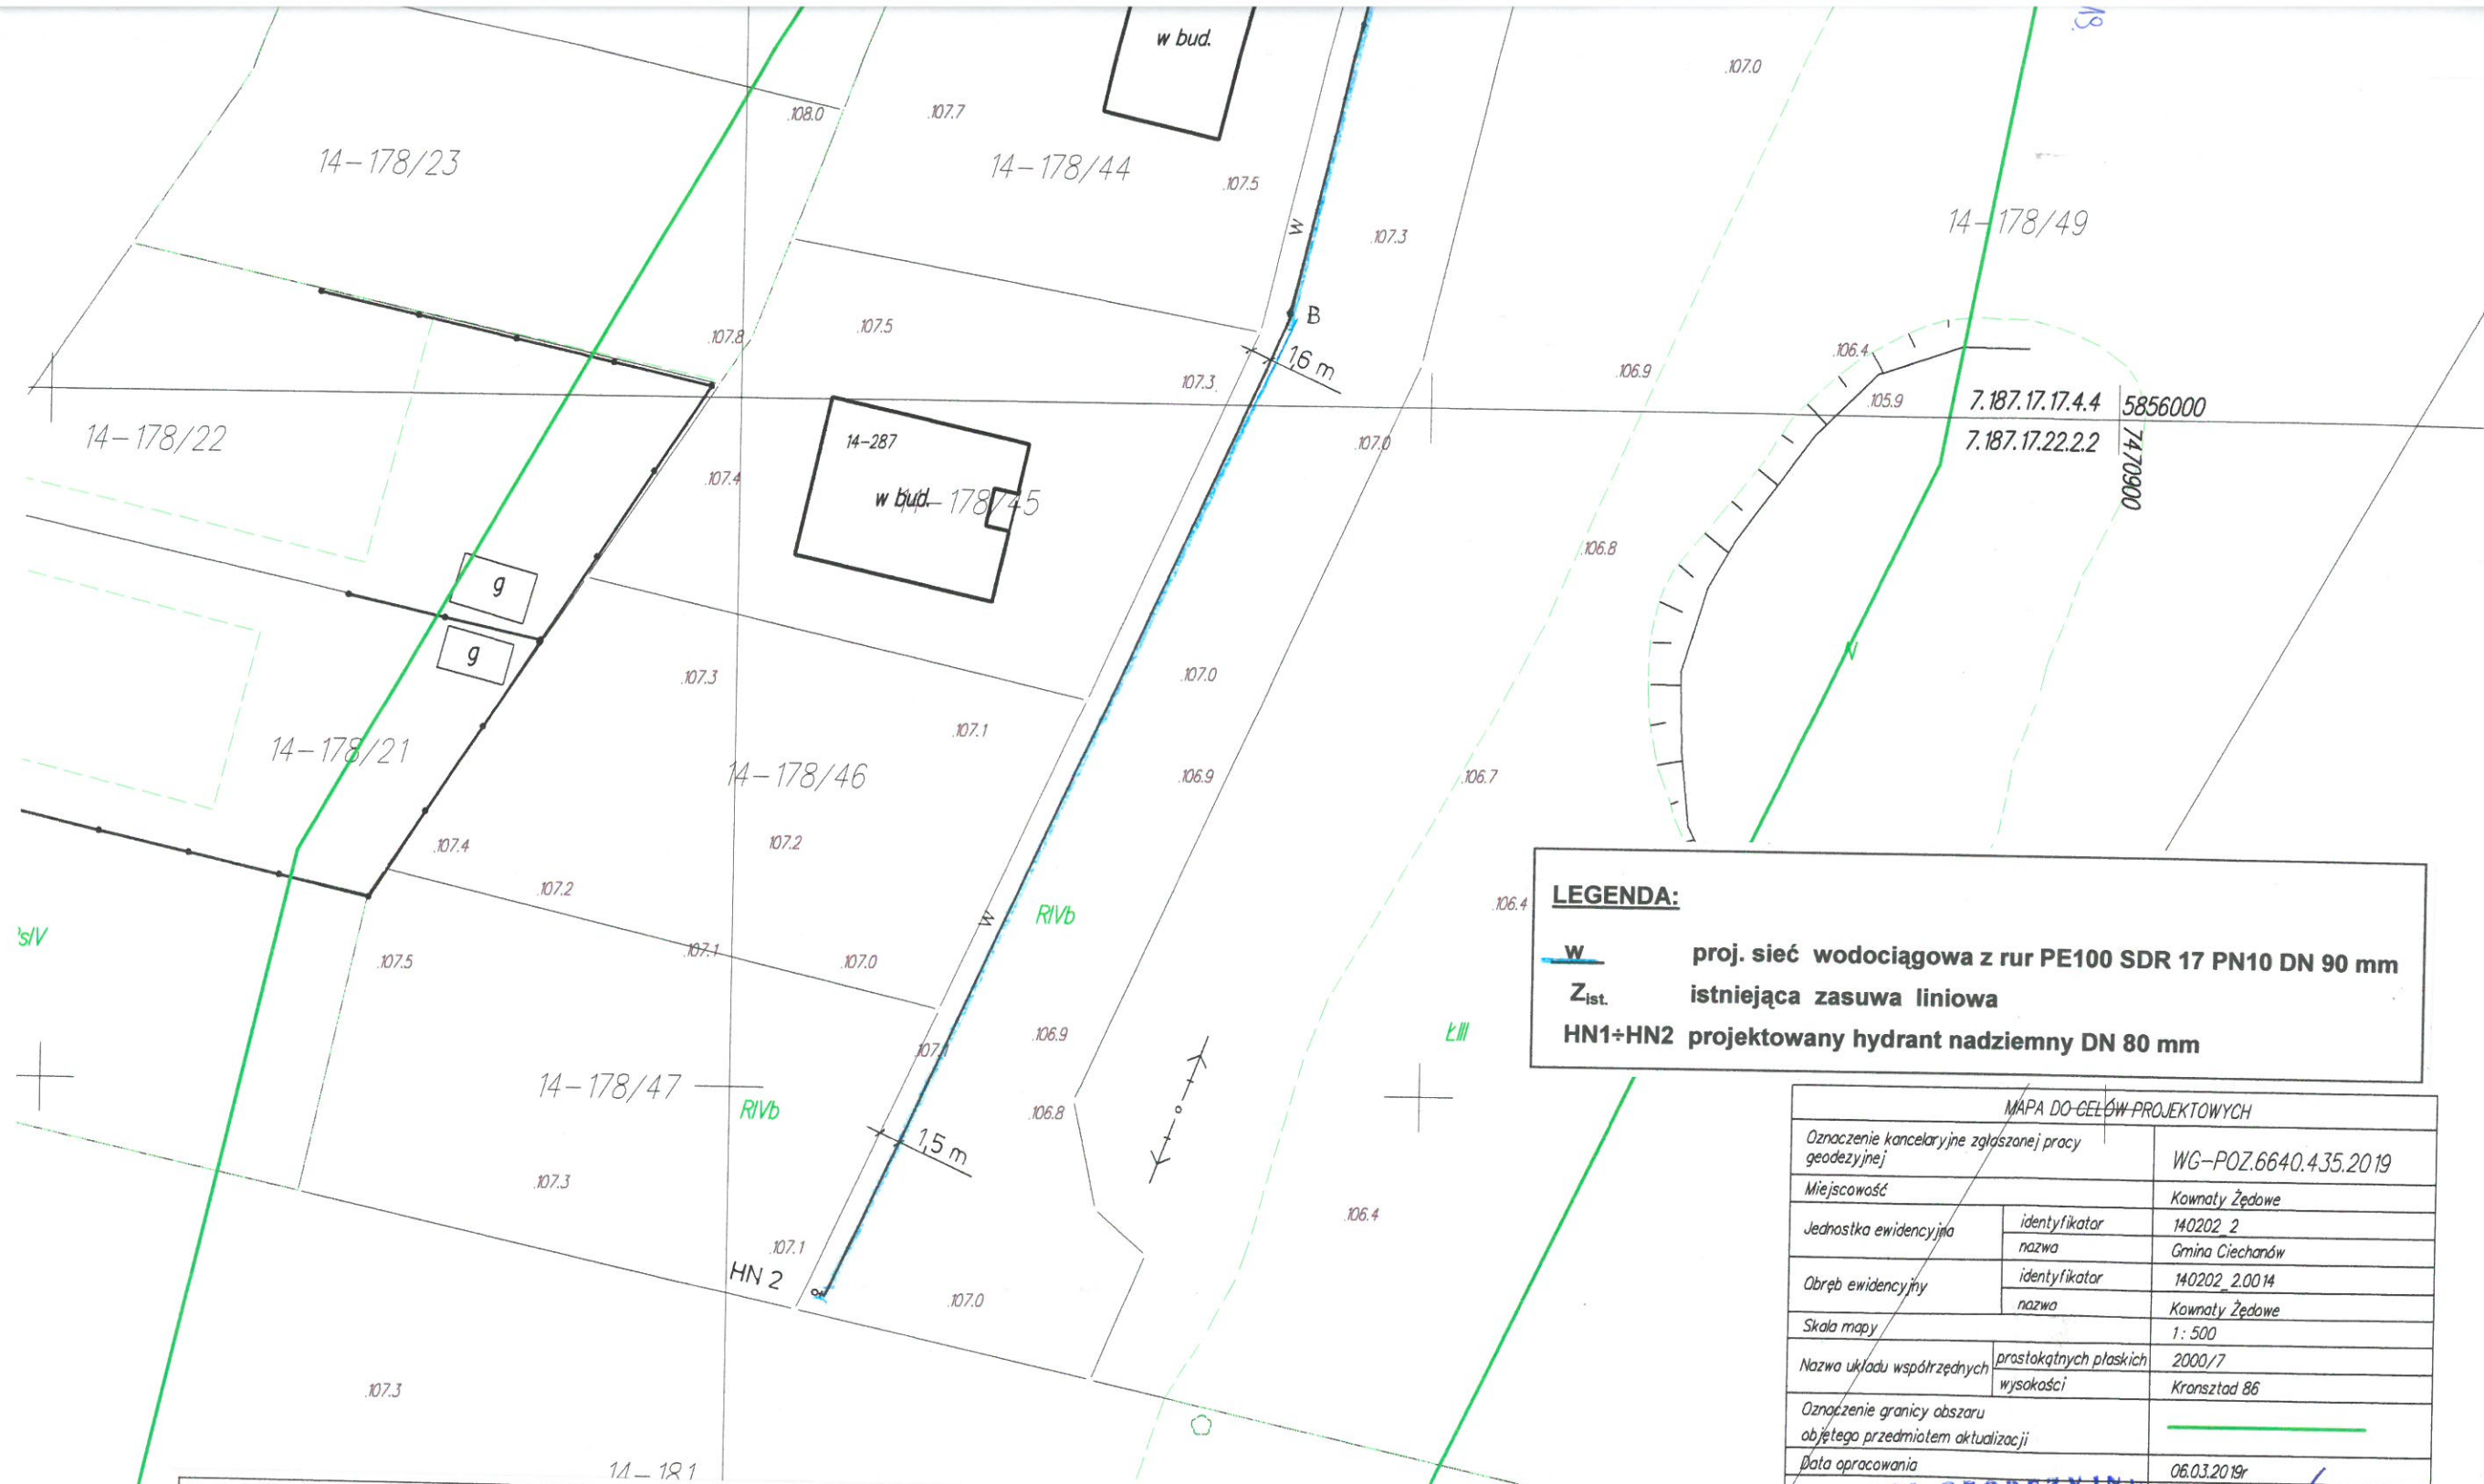 w bud.
.107.0
.108.0
.107.7
14-178/23
14-178/44
.107.5
14-178/49
w
.107.3
B
.107.8
.107.5
1,6 m
.106.4
.107.3
.106.9
.105.9
7.187.17.17.4.4
5856000
7.187.17.22.2.2
7470900
14-178/22
14-287
.107.0
.107.4
w bud.
14-178/45
.106.8
g
g
N
.107.3
.107.0
.107.1
14-178/21
14-178/46
.106.9
.106.7
.107.4
.107.2
.107.2
.106.4
RIVb
w
sIV
.107.5
.107.1
.107.0
.106.9
.107.1
ŁIII
14-178/47
RIVb
.106.8
1,5 m
.107.3
.106.4
.107.1
HN 2
.107.0
.107.3
14-181
LEGENDA:
w proj. sieć wodociągowa z rur PE100 SDR 17 PN10 DN 90 mm
Zist. istniejąca zasuwa liniowa
HN1÷HN2 projektowany hydrant nadziemny DN 80 mm
MAPA DO CELÓW PROJEKTOWYCH
Oznaczenie kancelaryjne zgłaszonej pracy
geodezyjnej
WG-POZ.6640.435.2019
Miejscowość Kownaty Żędowe
Jednostka ewidencyjna
identyfikator 140202_2
nazwa Gmina Ciechanów
Obręb ewidencyjny
identyfikator 140202_2.0014
nazwa Kownaty Żędowe
Skala mapy 1:500
Nazwa układu współrzędnych
prostokątnych płaskich 2000/7
wysokości Kronsztad 86
Oznaczenie granicy obszaru
objętego przedmiotem aktualizacji
Data opracowania 06.03.2019r